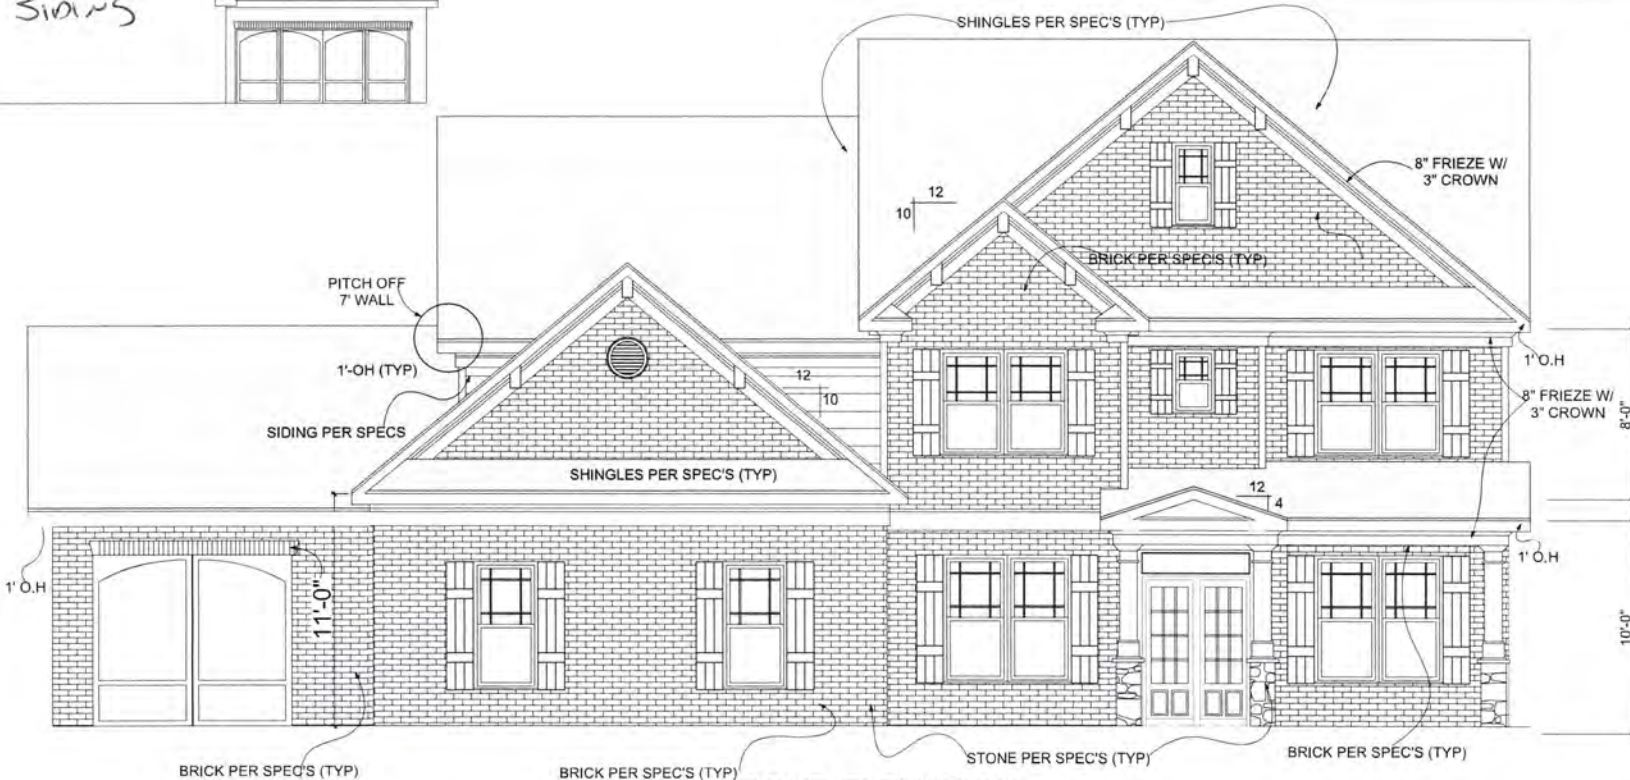 SIDING
SHINGLES PER SPEC'S (TYP)
8" FRIEZE W/
3" CROWN
12
10
BRICK PER SPEC'S (TYP)
PITCH OFF
7' WALL
1'-OH (TYP)
12
10
1' O.H
8" FRIEZE W/
3" CROWN
8'-0"
SIDING PER SPECS
SHINGLES PER SPEC'S (TYP)
12
4
1' O.H
1' O.H
11'-0"
10'-0"
BRICK PER SPEC'S (TYP)
BRICK PER SPEC'S (TYP)
STONE PER SPEC'S (TYP)
BRICK PER SPEC'S (TYP)